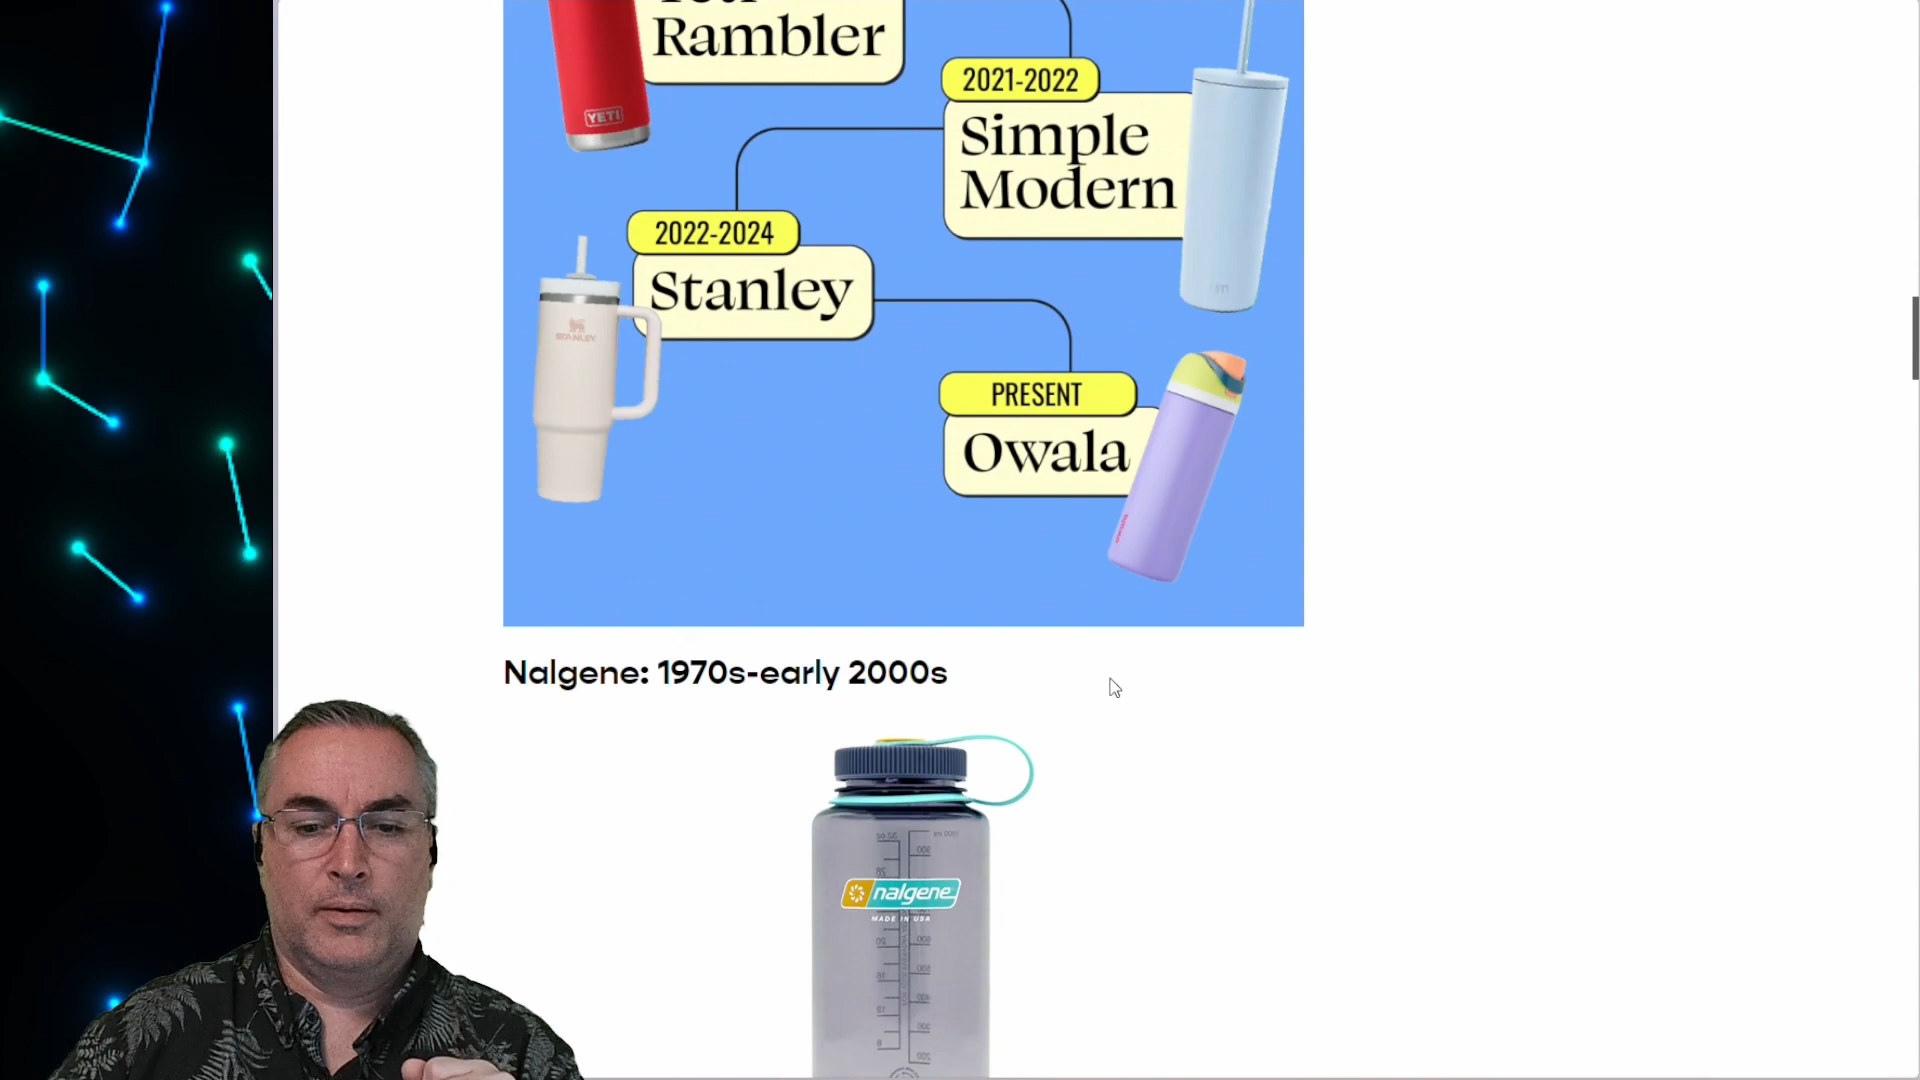 Rambler
YETI
2021-2022
Simple
Modern
2022-2024
Stanley
STANLEY
PRESENT
Owala
Nalgene: 1970s-early 2000s
nalgene
MADE IN USA